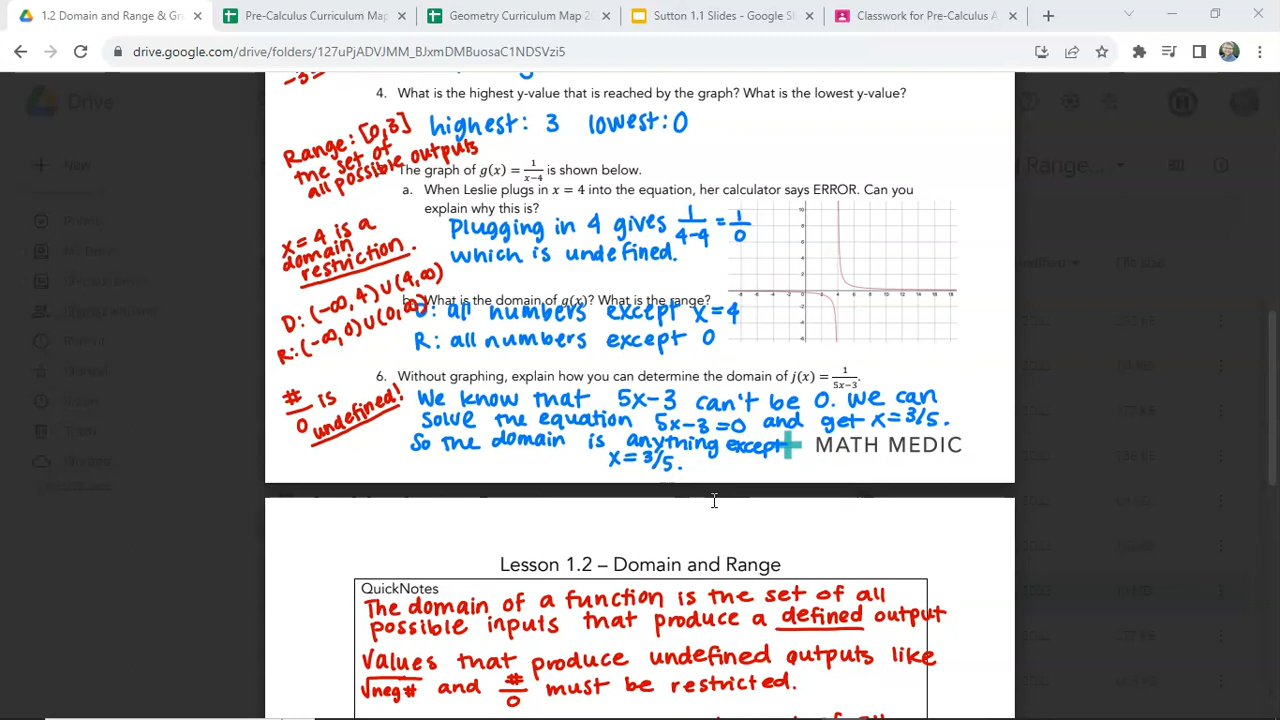 1.2 Domain and Range & Gr
Pre-Calculus Curriculum Map
Geometry Curriculum Map 20
Sutton 1.1 Slides - Google Sl
Classwork for Pre-Calculus A
drive.google.com/drive/folders/127uPjADVJMM_BJxmDMBuosaC1NDSVzi5
Drive
4. What is the highest y-value that is reached by the graph? What is the lowest y-value?
highest: 3 lowest: 0
Range: [0,3]
the set of
all possible outputs
The graph of g(x) = 1/(x−4) is shown below.
a. When Leslie plugs in x = 4 into the equation, her calculator says ERROR. Can you
explain why this is?
Plugging in 4 gives 1/(4−4) = 1/0
which is undefined.
x=4 is a
domain
restriction.
b. What is the domain of g(x)? What is the range?
D: all numbers except x=4
R: all numbers except 0
D: (−∞, 4) ∪ (4, ∞)
R: (−∞, 0) ∪ (0, ∞)
6. Without graphing, explain how you can determine the domain of j(x) = 1/(5x−3).
#/0 is
undefined!
We know that 5x−3 can't be 0. We can
solve the equation 5x−3=0 and get x=3/5.
So the domain is anything except
x=3/5.
MATH MEDIC
Lesson 1.2 – Domain and Range
QuickNotes
The domain of a function is the set of all
possible inputs that produce a defined output
Values that produce undefined outputs like
√neg# and #/0 must be restricted.